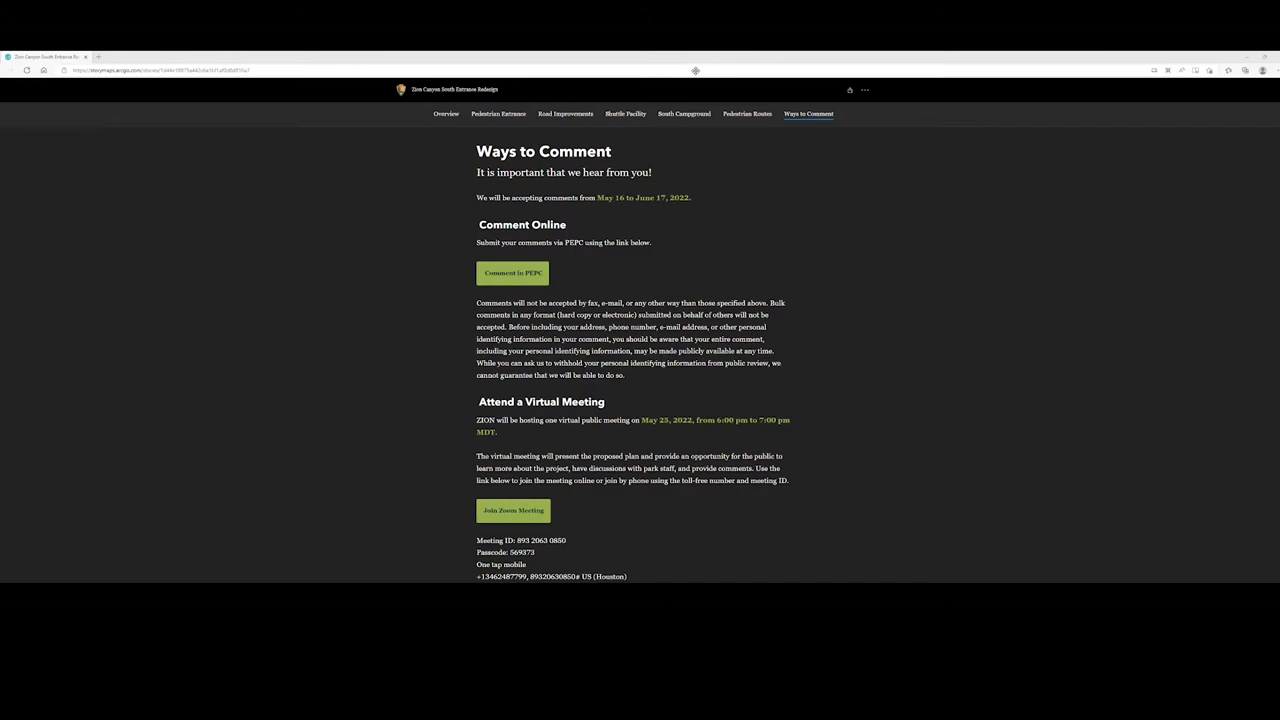 Zion Canyon South Entrance Re
Zion Canyon South Entrance Redesign
Overview Pedestrian Entrance Road Improvements Shuttle Facility South Campground Pedestrian Routes Ways to Comment
Ways to Comment
It is important that we hear from you!
We will be accepting comments from May 16 to June 17, 2022.
Comment Online
Submit your comments via PEPC using the link below.
Comment in PEPC
Comments will not be accepted by fax, e-mail, or any other way than those specified above. Bulk
comments in any format (hard copy or electronic) submitted on behalf of others will not be
accepted. Before including your address, phone number, e-mail address, or other personal
identifying information in your comment, you should be aware that your entire comment,
including your personal identifying information, may be made publicly available at any time.
While you can ask us to withhold your personal identifying information from public review, we
cannot guarantee that we will be able to do so.
Attend a Virtual Meeting
ZION will be hosting one virtual public meeting on May 25, 2022, from 6:00 pm to 7:00 pm
MDT.
The virtual meeting will present the proposed plan and provide an opportunity for the public to
learn more about the project, have discussions with park staff, and provide comments. Use the
link below to join the meeting online or join by phone using the toll-free number and meeting ID.
Join Zoom Meeting
Meeting ID: 893 2063 0850
Passcode: 569373
One tap mobile
+13462487799, 89320630850# US (Houston)